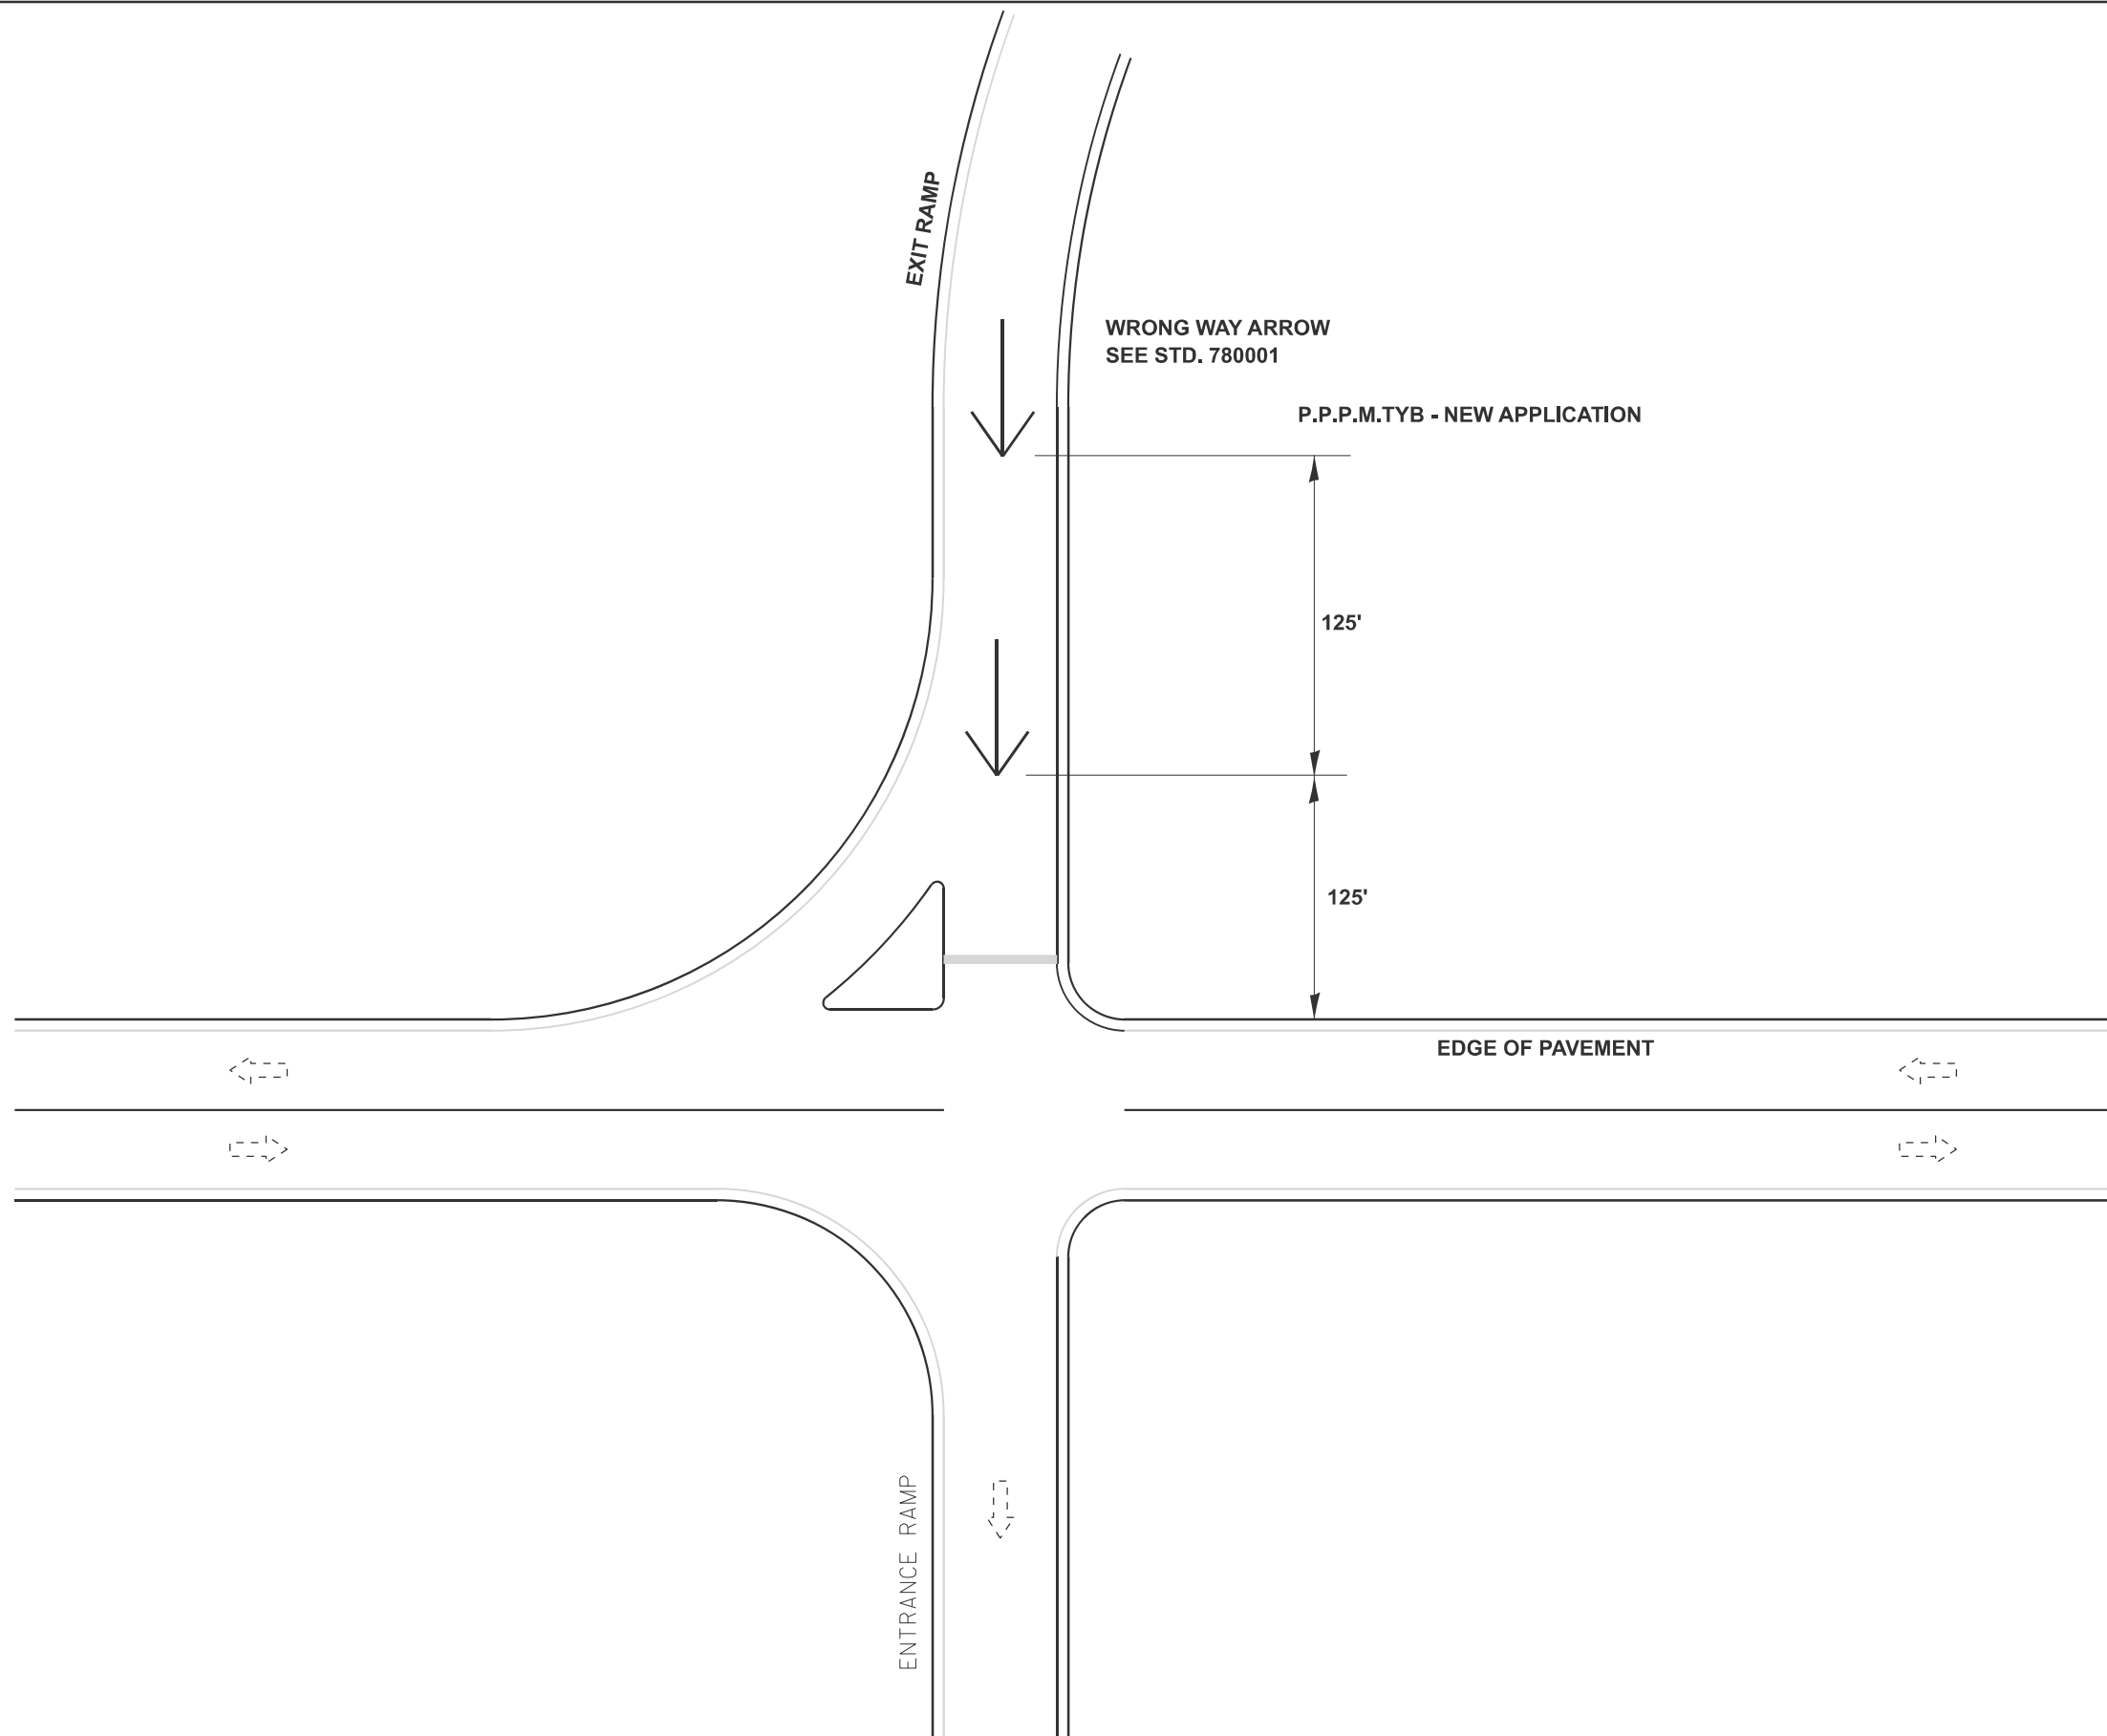 EXIT RAMP
WRONG WAY ARROW
SEE STD. 780001
P.P.P.M.TYB - NEW APPLICATION
125'
125'
EDGE OF PAVEMENT
ENTRANCE RAMP